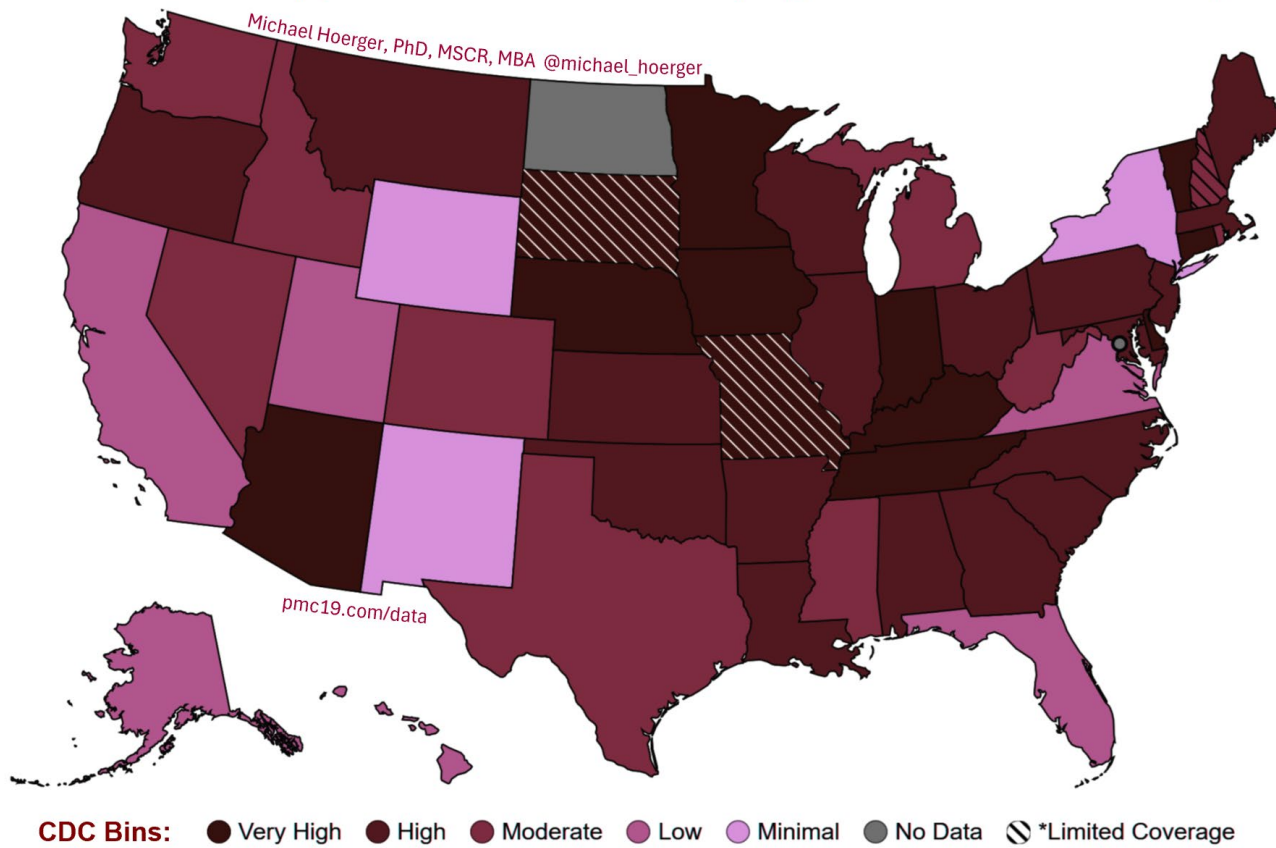 Michael Hoerger, PhD, MSCR, MBA @michael_hoerger
pmc19.com/data
CDC Bins: Very High High Moderate Low Minimal No Data *Limited Coverage